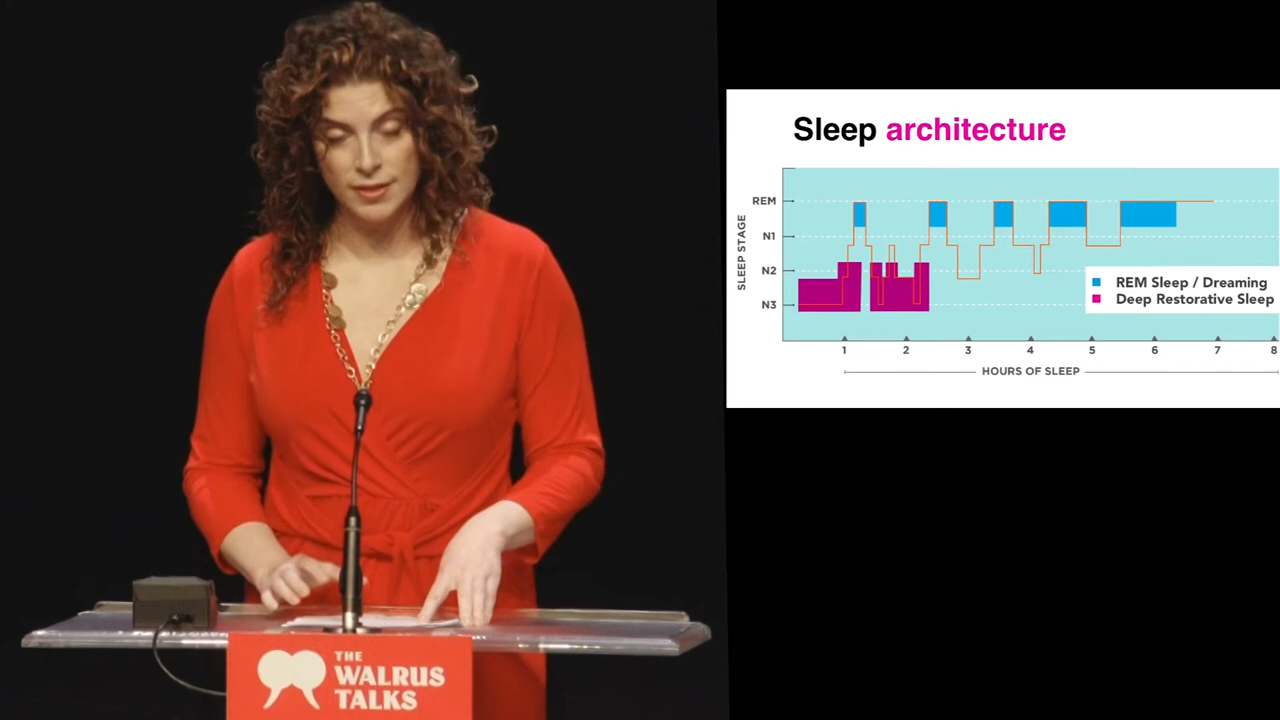 THE
WALRUS
TALKS
Sleep architecture
SLEEP STAGE
REM
N1
N2
N3
REM Sleep / Dreaming
Deep Restorative Sleep
1 2 3 4 5 6 7 8
HOURS OF SLEEP